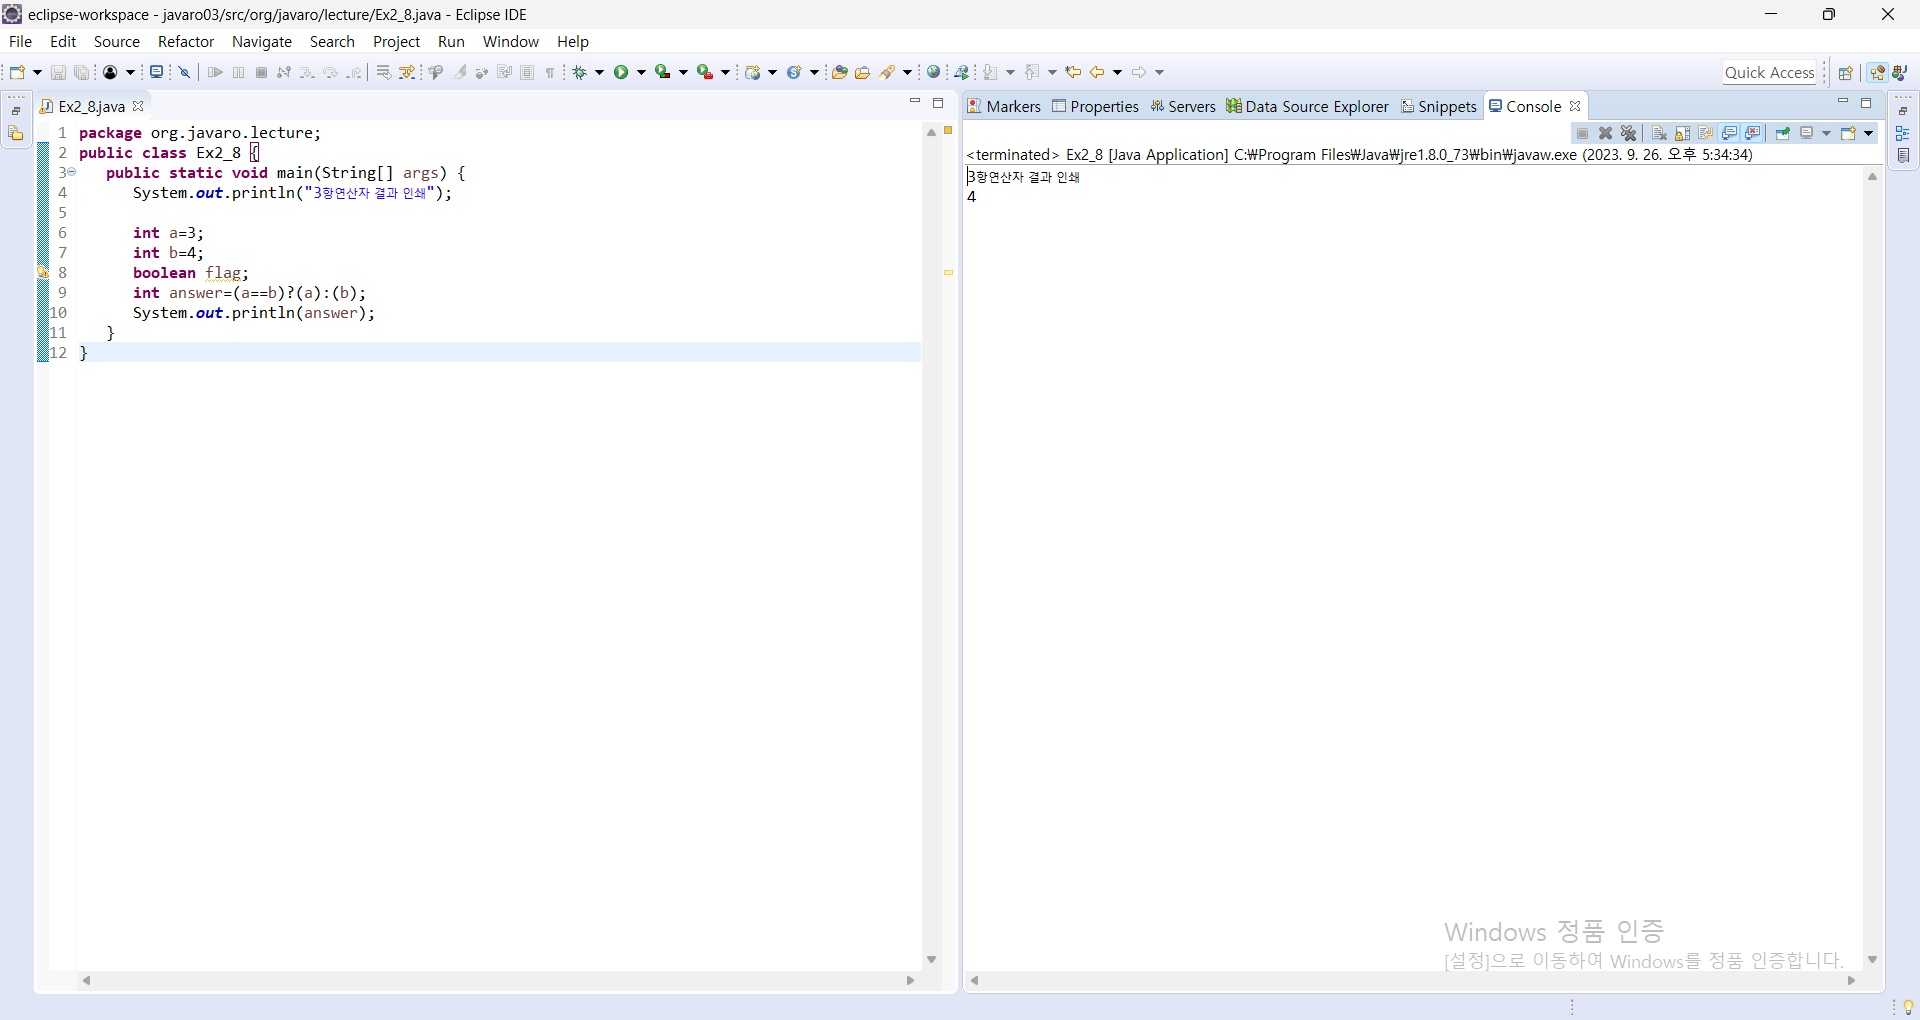 eclipse-workspace - javaro03/src/org/javaro/lecture/Ex2_8.java - Eclipse IDE
File Edit Source Refactor Navigate Search Project Run Window Help
Quick Access
Ex2_8.java
1 package org.javaro.lecture;
2 public class Ex2_8 {
3 public static void main(String[] args) {
4 System.out.println("3항연산자 결과 인쇄");
5
6 int a=3;
7 int b=4;
8 boolean flag;
9 int answer=(a==b)?(a):(b);
10 System.out.println(answer);
11 }
12 }
Markers Properties Servers Data Source Explorer Snippets Console
<terminated> Ex2_8 [Java Application] C:₩Program Files₩Java₩jre1.8.0_73₩bin₩javaw.exe (2023. 9. 26. 오후 5:34:34)
3항연산자 결과 인쇄
4
Windows 정품 인증
[설정]으로 이동하여 Windows를 정품 인증합니다.